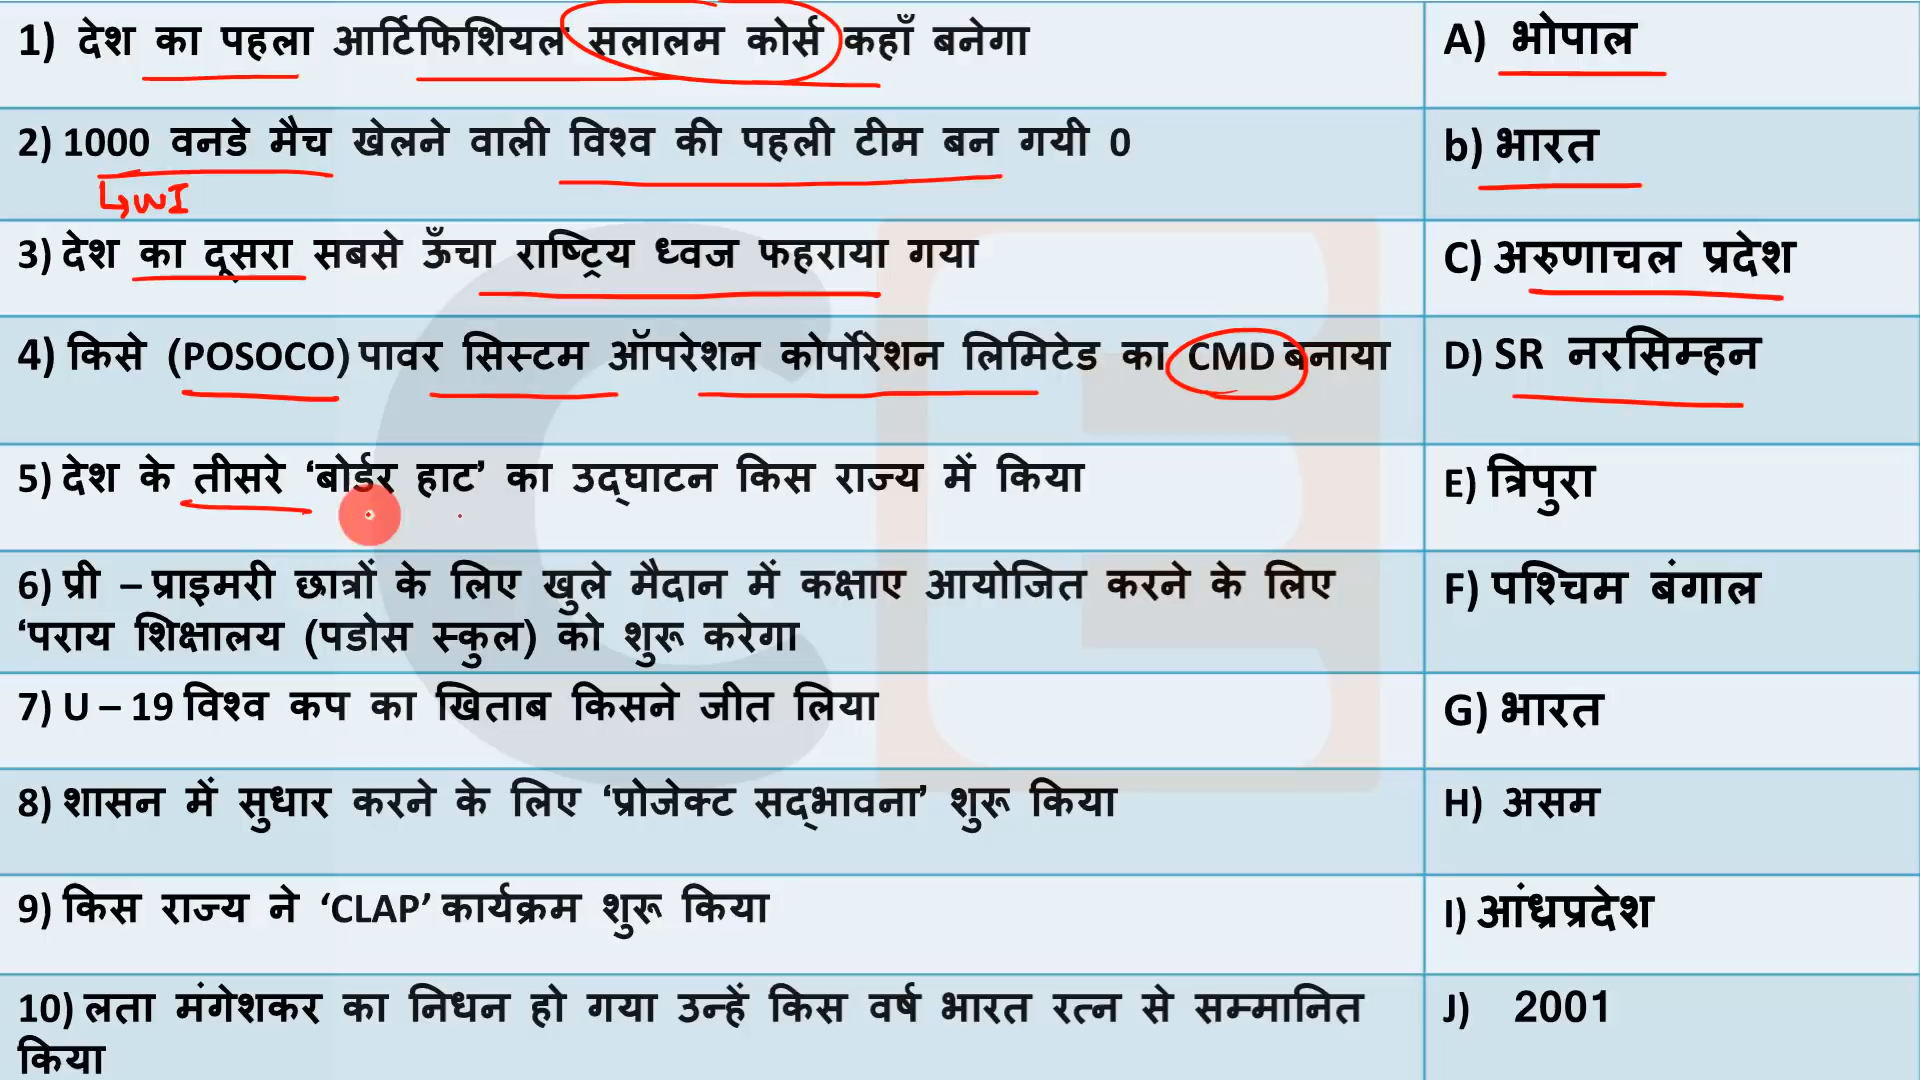 1) देश का पहला आर्टिफिशियल सलालम कोर्स कहाँ बनेगा
A) भोपाल
2) 1000 वनडे मैच खेलने वाली विश्व की पहली टीम बन गयी 0
WI
b) भारत
3) देश का दूसरा सबसे ऊँचा राष्ट्रिय ध्वज फहराया गया
C) अरुणाचल प्रदेश
4) किसे (POSOCO) पावर सिस्टम ऑपरेशन कोर्पोरेशन लिमिटेड का CMD बनाया
D) SR नरसिम्हन
5) देश के तीसरे ‘बोर्डर हाट’ का उद्घाटन किस राज्य में किया
E) त्रिपुरा
6) प्री – प्राइमरी छात्रों के लिए खुले मैदान में कक्षाए आयोजित करने के लिए
‘पराय शिक्षालय (पडोस स्कुल) को शुरू करेगा
F) पश्चिम बंगाल
7) U – 19 विश्व कप का खिताब किसने जीत लिया
G) भारत
8) शासन में सुधार करने के लिए ‘प्रोजेक्ट सद्भावना’ शुरू किया
H) असम
9) किस राज्य ने ‘CLAP’ कार्यक्रम शुरू किया
I) आंध्रप्रदेश
10) लता मंगेशकर का निधन हो गया उन्हें किस वर्ष भारत रत्न से सम्मानित
किया
J) 2001